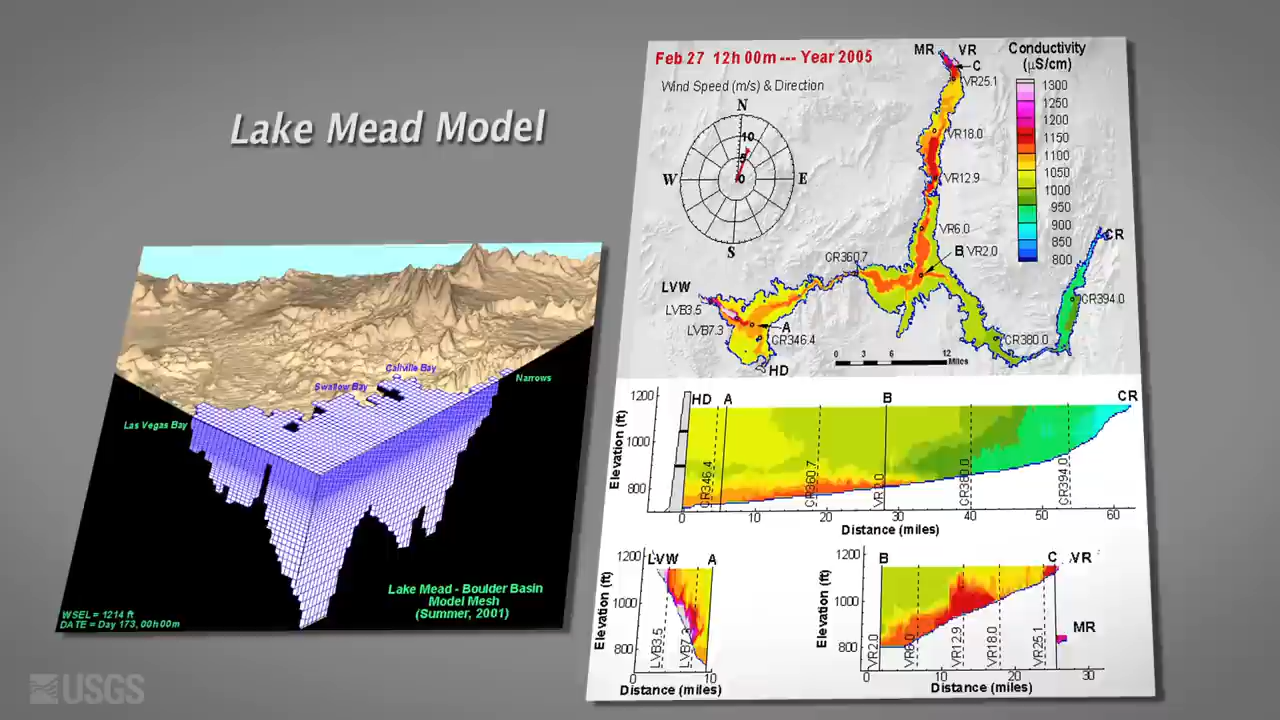 Lake Mead Model
Feb 27 12h 00m --- Year 2005
Wind Speed (m/s) & Direction
N
10
5
0
W
E
S
MR
VR
C
VR25.1
VR18.0
VR12.9
VR6.0
B
VR2.0
CR360.7
LVW
LVB3.5
LVB7.3
A
CR346.4
HD
CR380.0
CR394.0
CR
0 3 6 12
Miles
Conductivity
(µS/cm)
1300
1250
1200
1150
1100
1050
1000
950
900
850
800
Callville Bay
Swallow Bay
Narrows
Las Vegas Bay
Lake Mead - Boulder Basin
Model Mesh
(Summer, 2001)
WSEL = 1214 ft
DATE = Day 173, 00h00m
HD A B CR
1200
1000
800
Elevation (ft)
CR346.4
CR360.7
VR2.0
CR380.0
CR394.0
0 10 20 30 40 50 60
Distance (miles)
LVW A
1200
1000
800
Elevation (ft)
LVB3.5
LVB7.3
0 10
Distance (miles)
B C VR
1200
1000
800
Elevation (ft)
VR2.0
VR6.0
VR12.9
VR18.0
VR25.1
MR
0 10 20 30
Distance (miles)
USGS